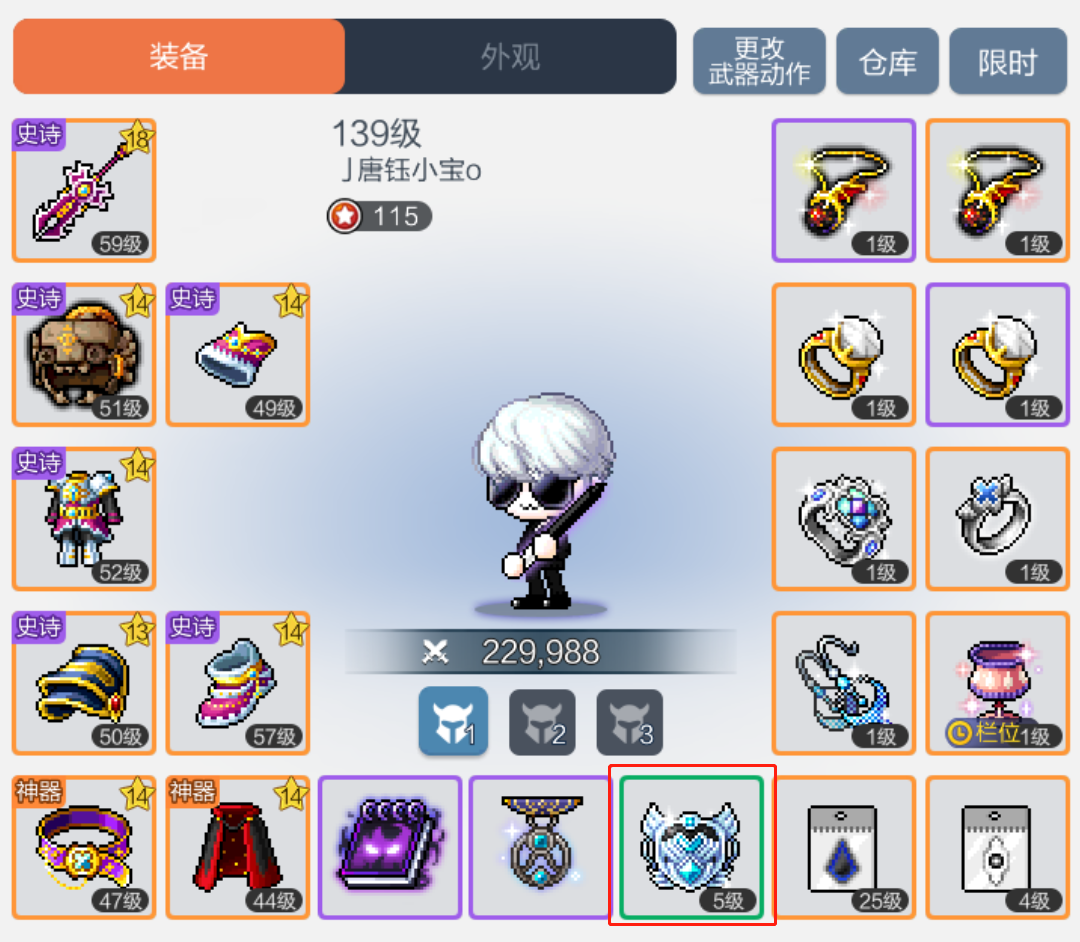 装备
外观
更改
武器动作
仓库
限时
史诗
18
59级
139级
亅唐钰小宝o
115
1级
1级
史诗
14
51级
史诗
14
49级
1级
1级
史诗
14
52级
1级
1级
史诗
13
50级
史诗
14
57级
229,988
1
2
3
1级
栏位
1级
神器
14
47级
神器
14
44级
5级
25级
4级